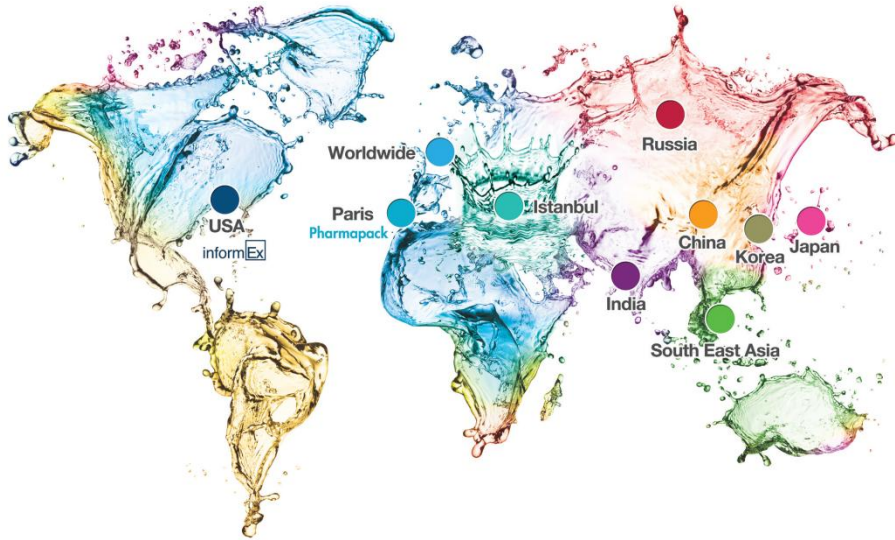 Worldwide
Russia
USA
informEx
Paris
Pharmapack
Istanbul
China
Korea
Japan
India
South East Asia